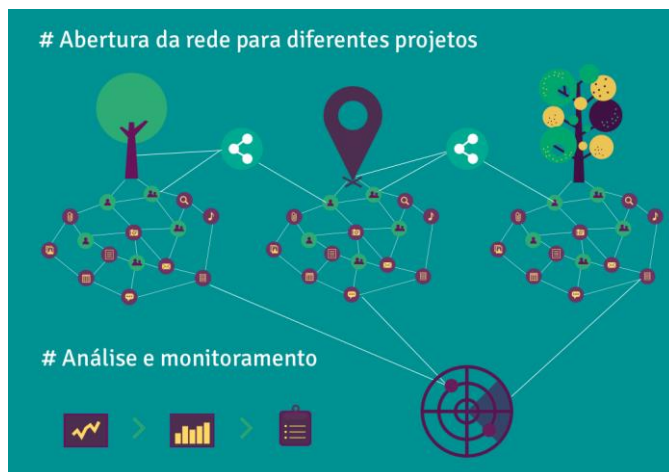 # Abertura da rede para diferentes projetos
# Análise e monitoramento